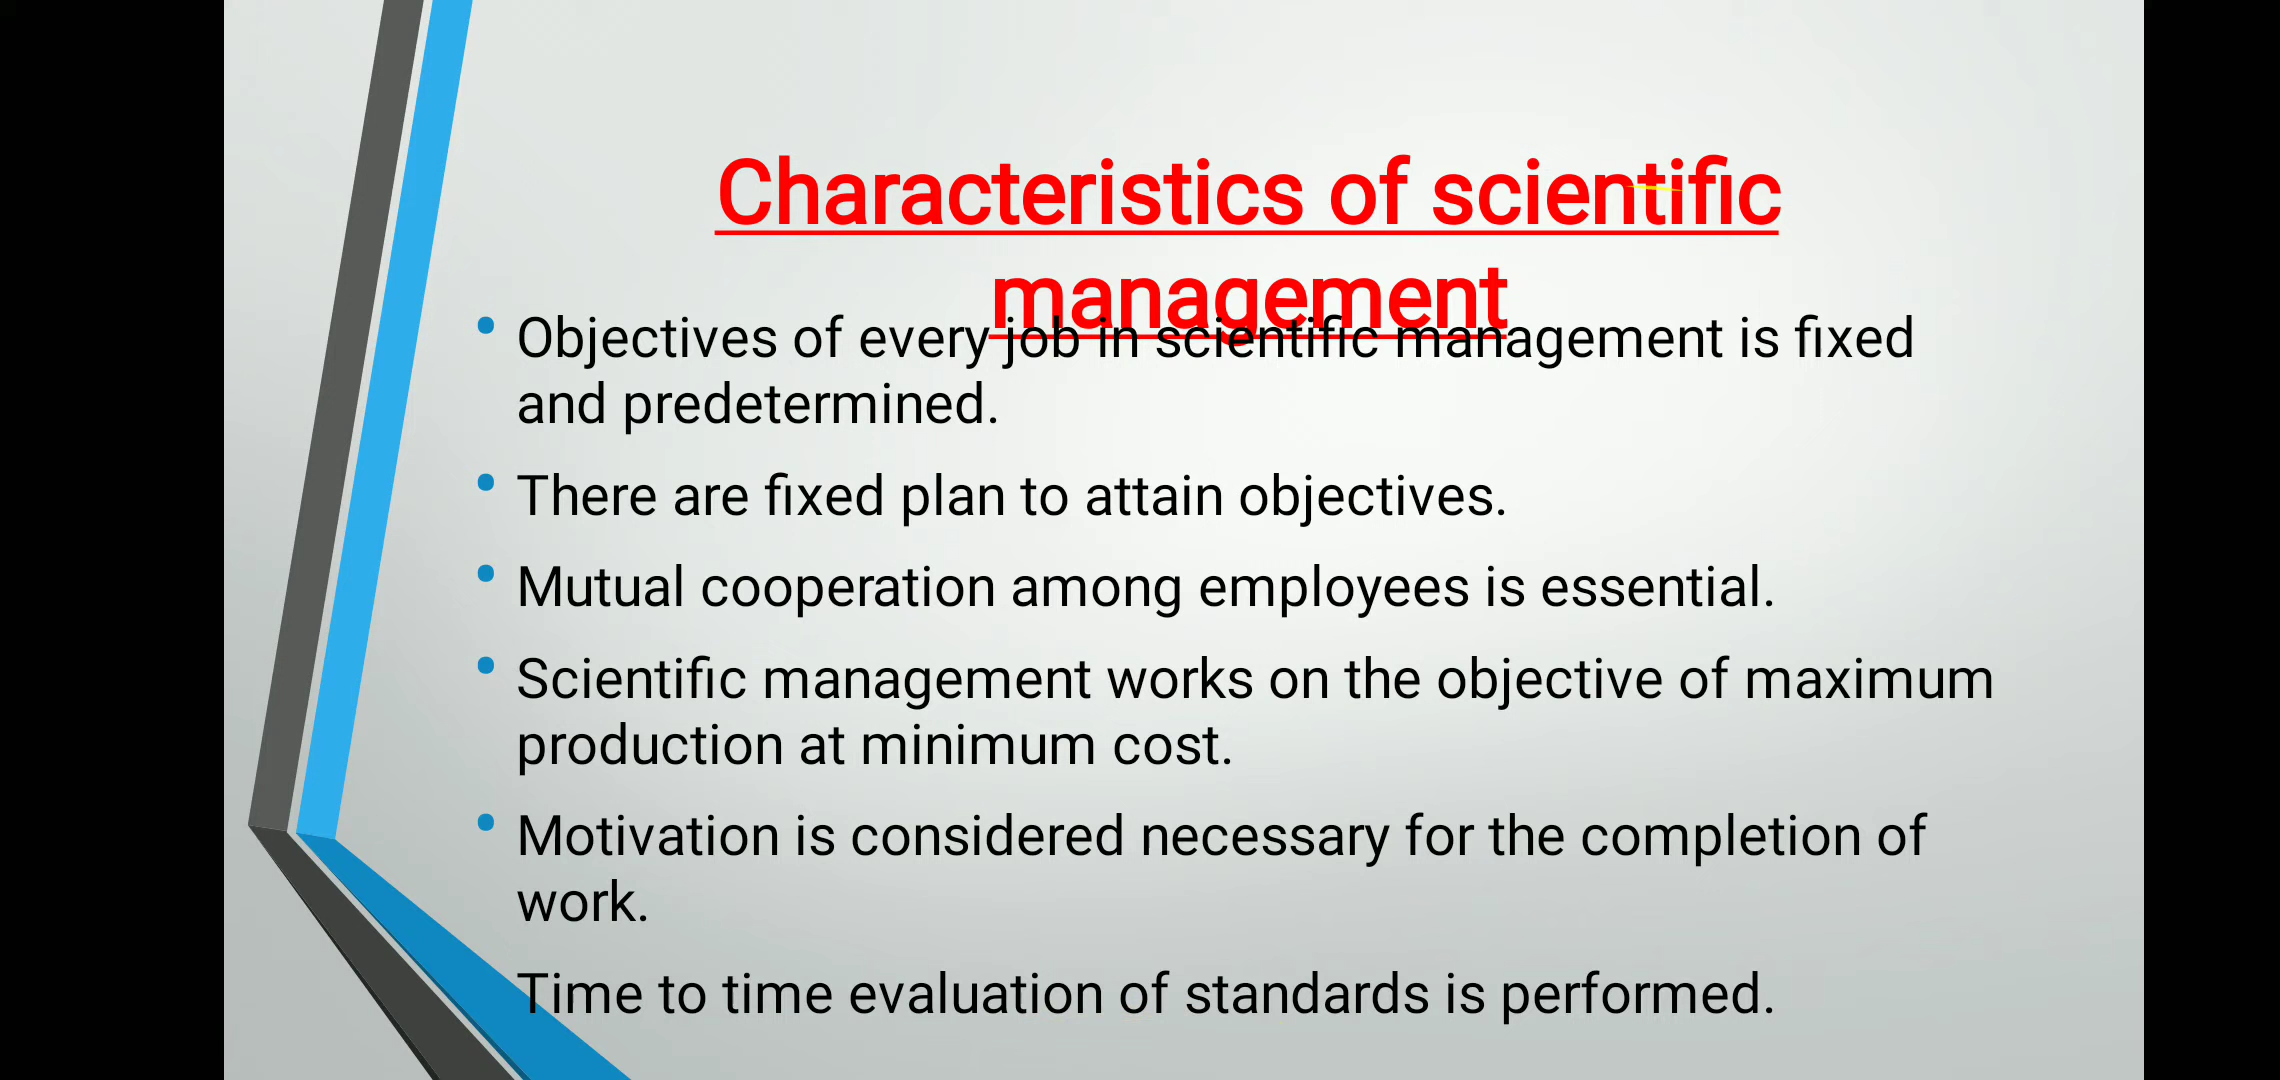 Characteristics of scientific
management
• Objectives of every job in scientific management is fixed
and predetermined.
• There are fixed plan to attain objectives.
• Mutual cooperation among employees is essential.
• Scientific management works on the objective of maximum
production at minimum cost.
• Motivation is considered necessary for the completion of
work.
Time to time evaluation of standards is performed.